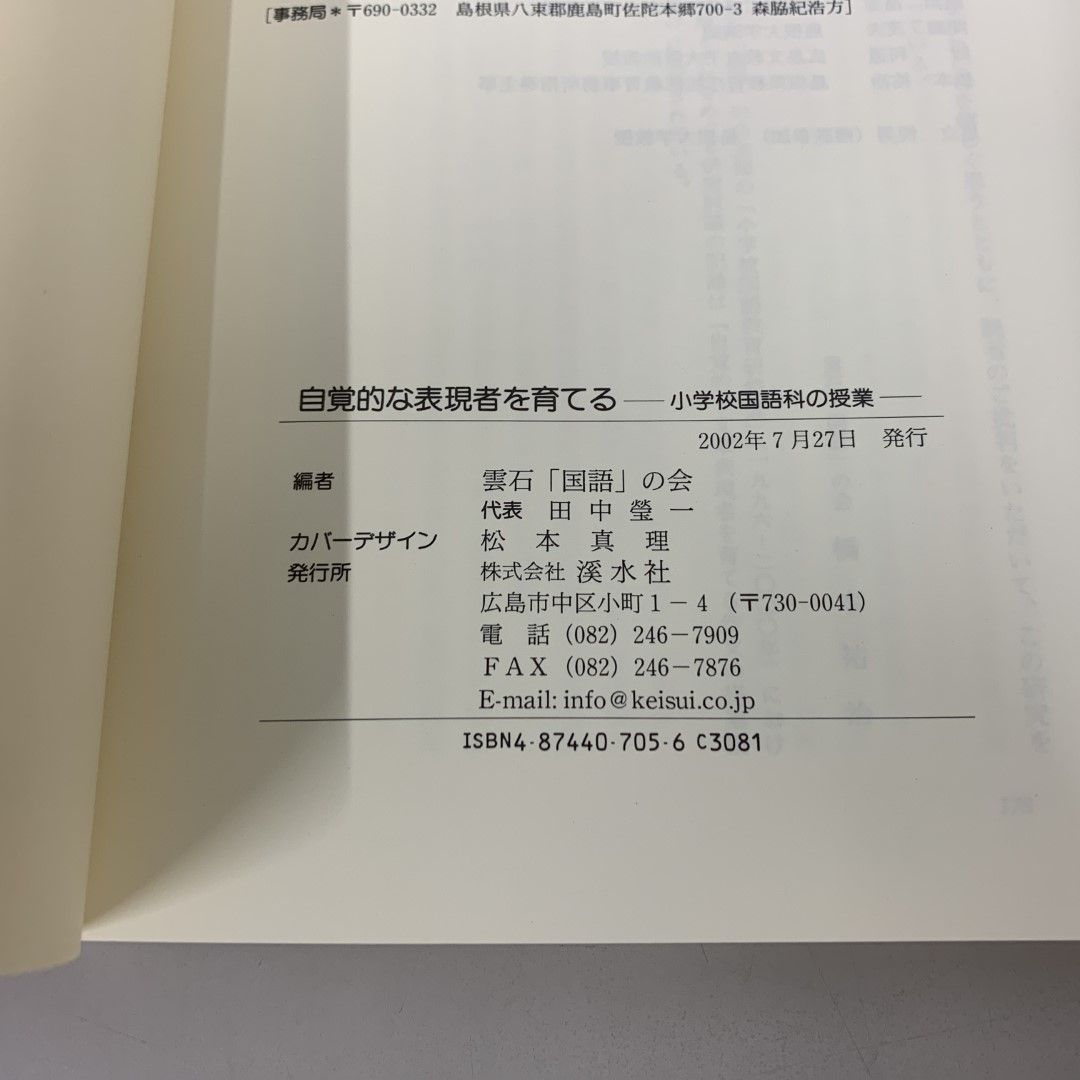 [事務局＊〒690-0332　島根県八束郡鹿島町佐陀本郷700-3 森脇紀浩方]
自覚的な表現者を育てる ── 小学校国語科の授業 ──
2002年７月27日　発行
編者　雲石「国語」の会
代表　田 中 瑩 一
カバーデザイン　松　本　真　理
発行所　株式会社 溪 水 社
広島市中区小町１－４（〒730-0041）
電　話（082）246－7909
ＦＡＸ（082）246－7876
E-mail: info@keisui.co.jp
ISBN4-87440-705-6 C3081